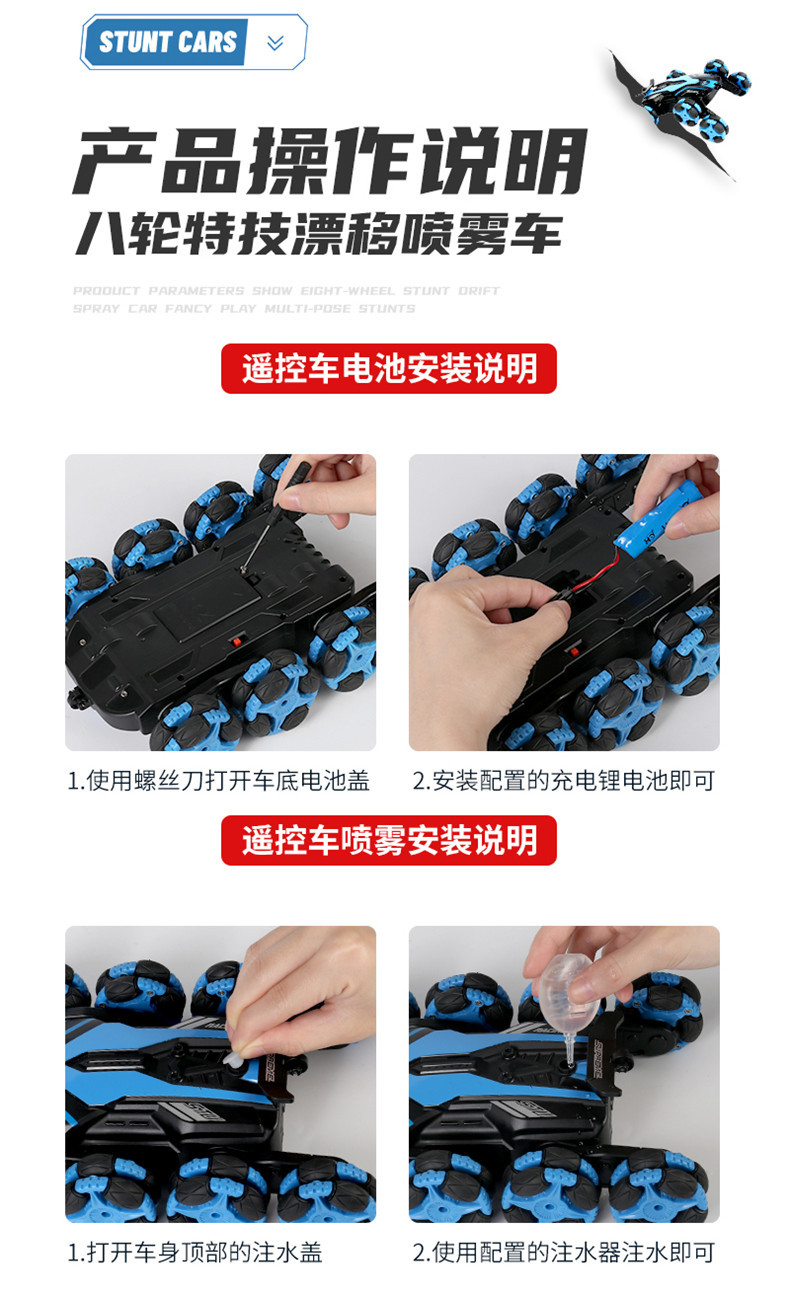 STUNT CARS
产品操作说明
八轮特技漂移喷雾车
PRODUCT PARAMETERS SHOW EIGHT-WHEEL STUNT DRIFT
SPRAY CAR FANCY PLAY MULTI-POSE STUNTS
遥控车电池安装说明
1.使用螺丝刀打开车底电池盖
2.安装配置的充电锂电池即可
遥控车喷雾安装说明
1.打开车身顶部的注水盖
2.使用配置的注水器注水即可